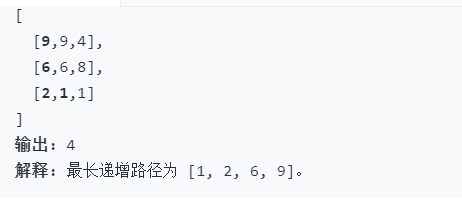 [
  [9,9,4],
  [6,6,8],
  [2,1,1]
]
输出: 4
解释: 最长递增路径为 [1, 2, 6, 9]。